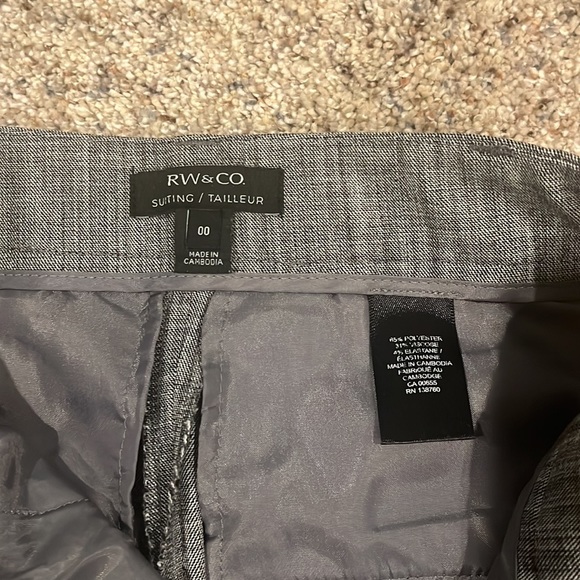 RW&CO.
SUITING / TAILLEUR
00
MADE IN
CAMBODIA
65% POLYESTER
31% VISCOSE
4% ELASTANE /
ÉLASTHANNE
MADE IN CAMBODIA
FABRIQUÉ AU
CAMBODGE
CA 00655
RN 138760